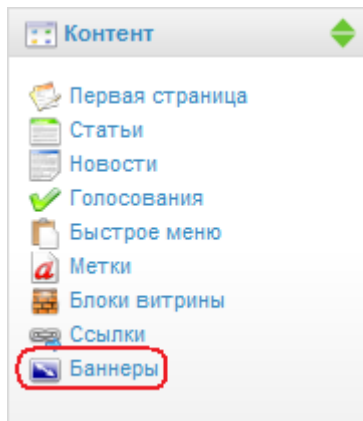 Контент
Первая страница
Статьи
Новости
Голосования
Быстрое меню
Метки
Блоки витрины
Ссылки
Баннеры